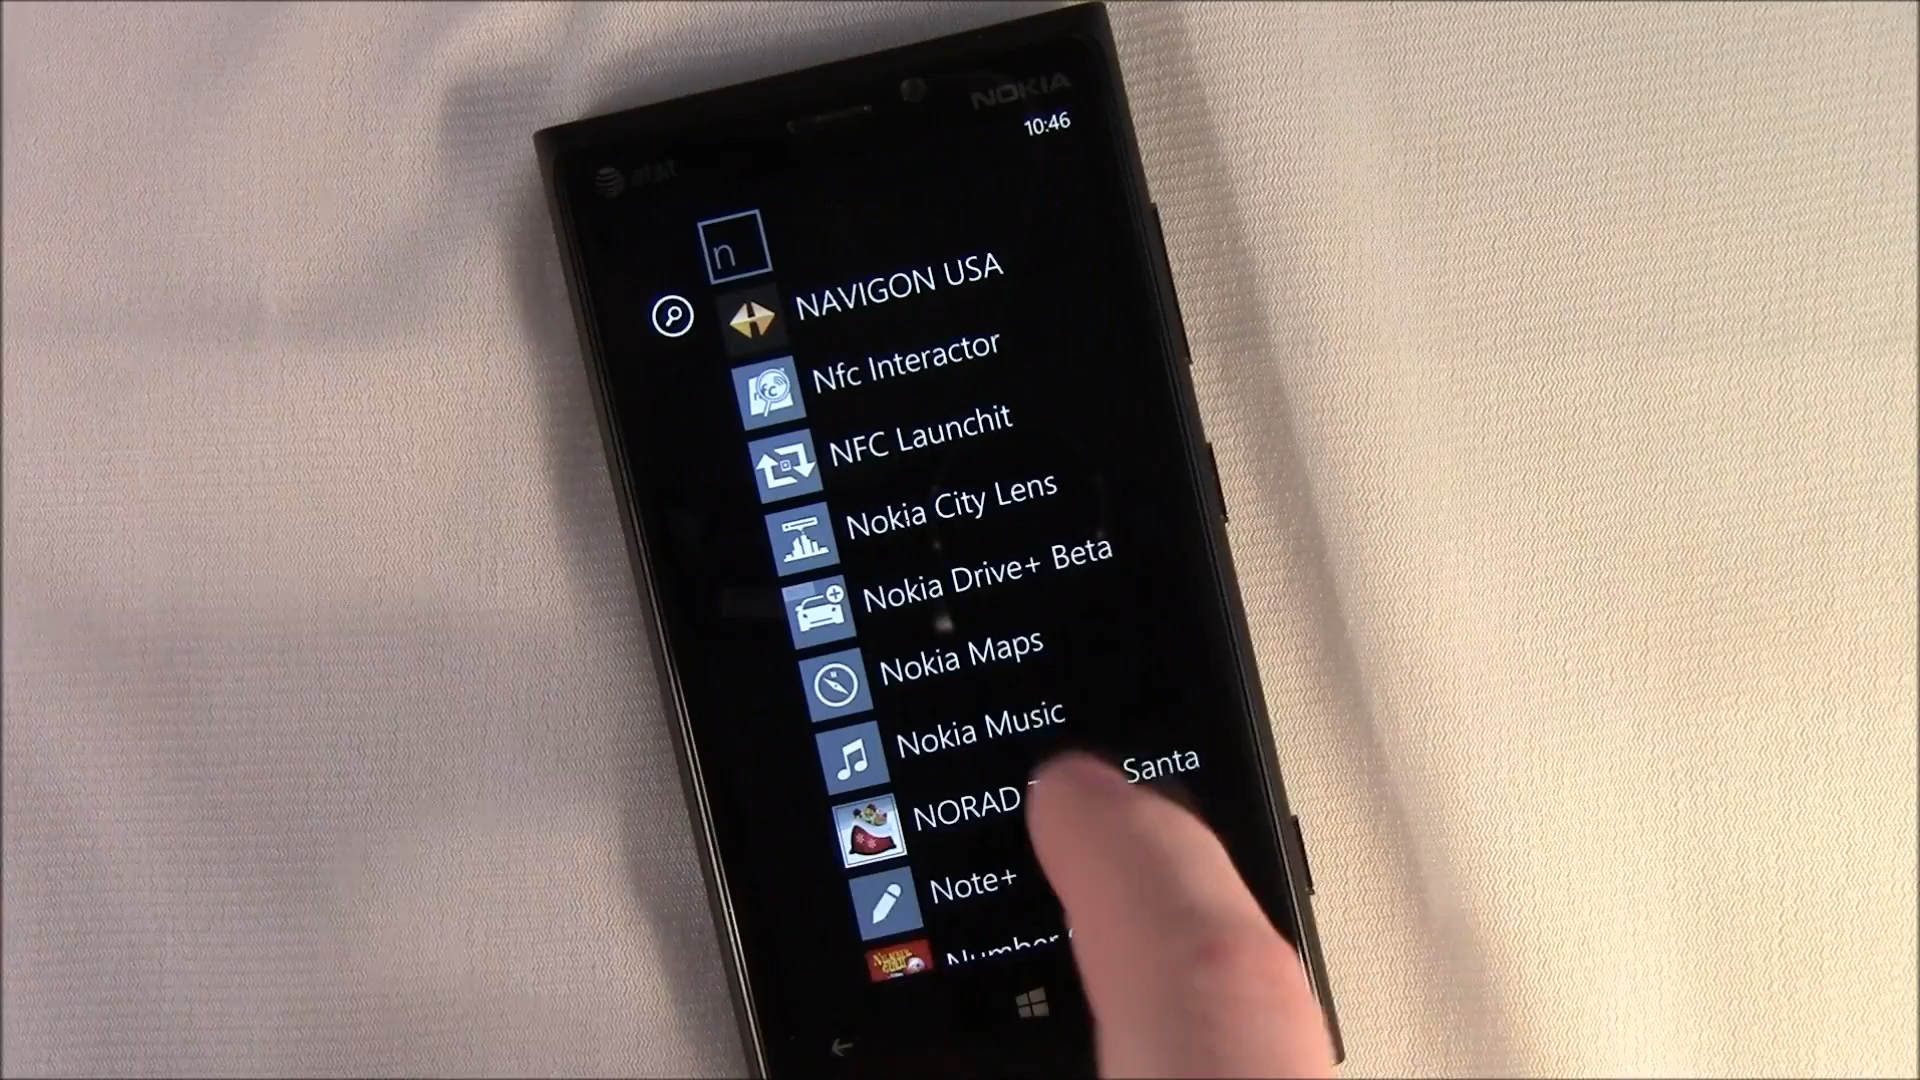 NOKIA
10:46
at&t
n
NAVIGON USA
Nfc Interactor
NFC Launchit
Nokia City Lens
Nokia Drive+ Beta
Nokia Maps
Nokia Music
NORAD Santa
Note+
Number